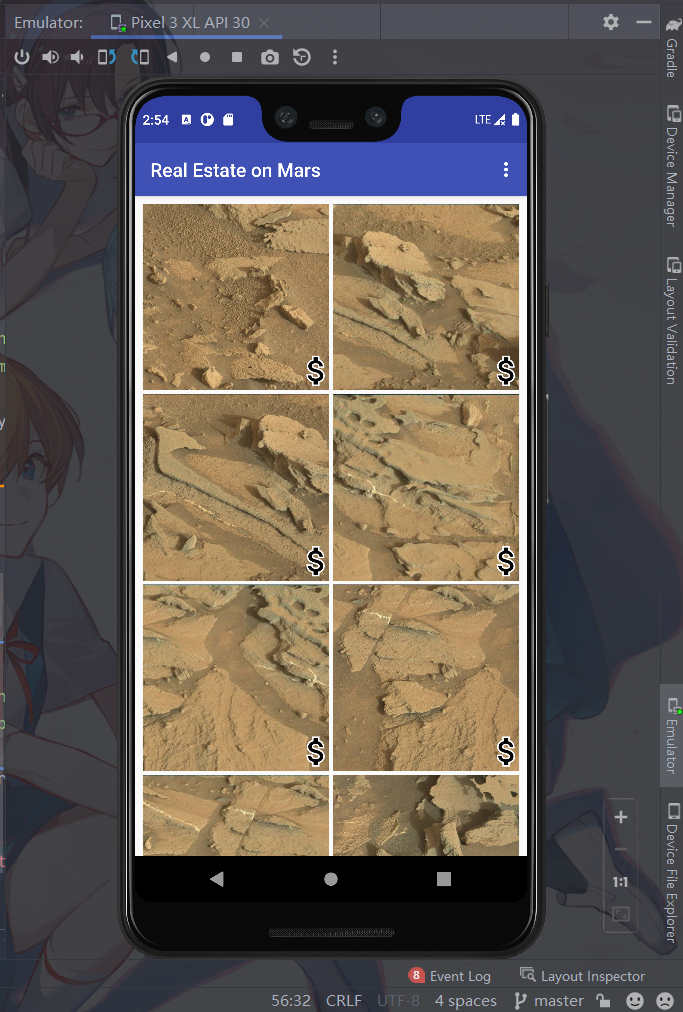 Emulator: Pixel 3 XL API 30
2:54 A LTE
Real Estate on Mars
$ $
$ $
$ $
Gradle
Device Manager
Layout Validation
Emulator
Device File Explorer
1:1
8 Event Log Layout Inspector
56:32 CRLF UTF-8 4 spaces master